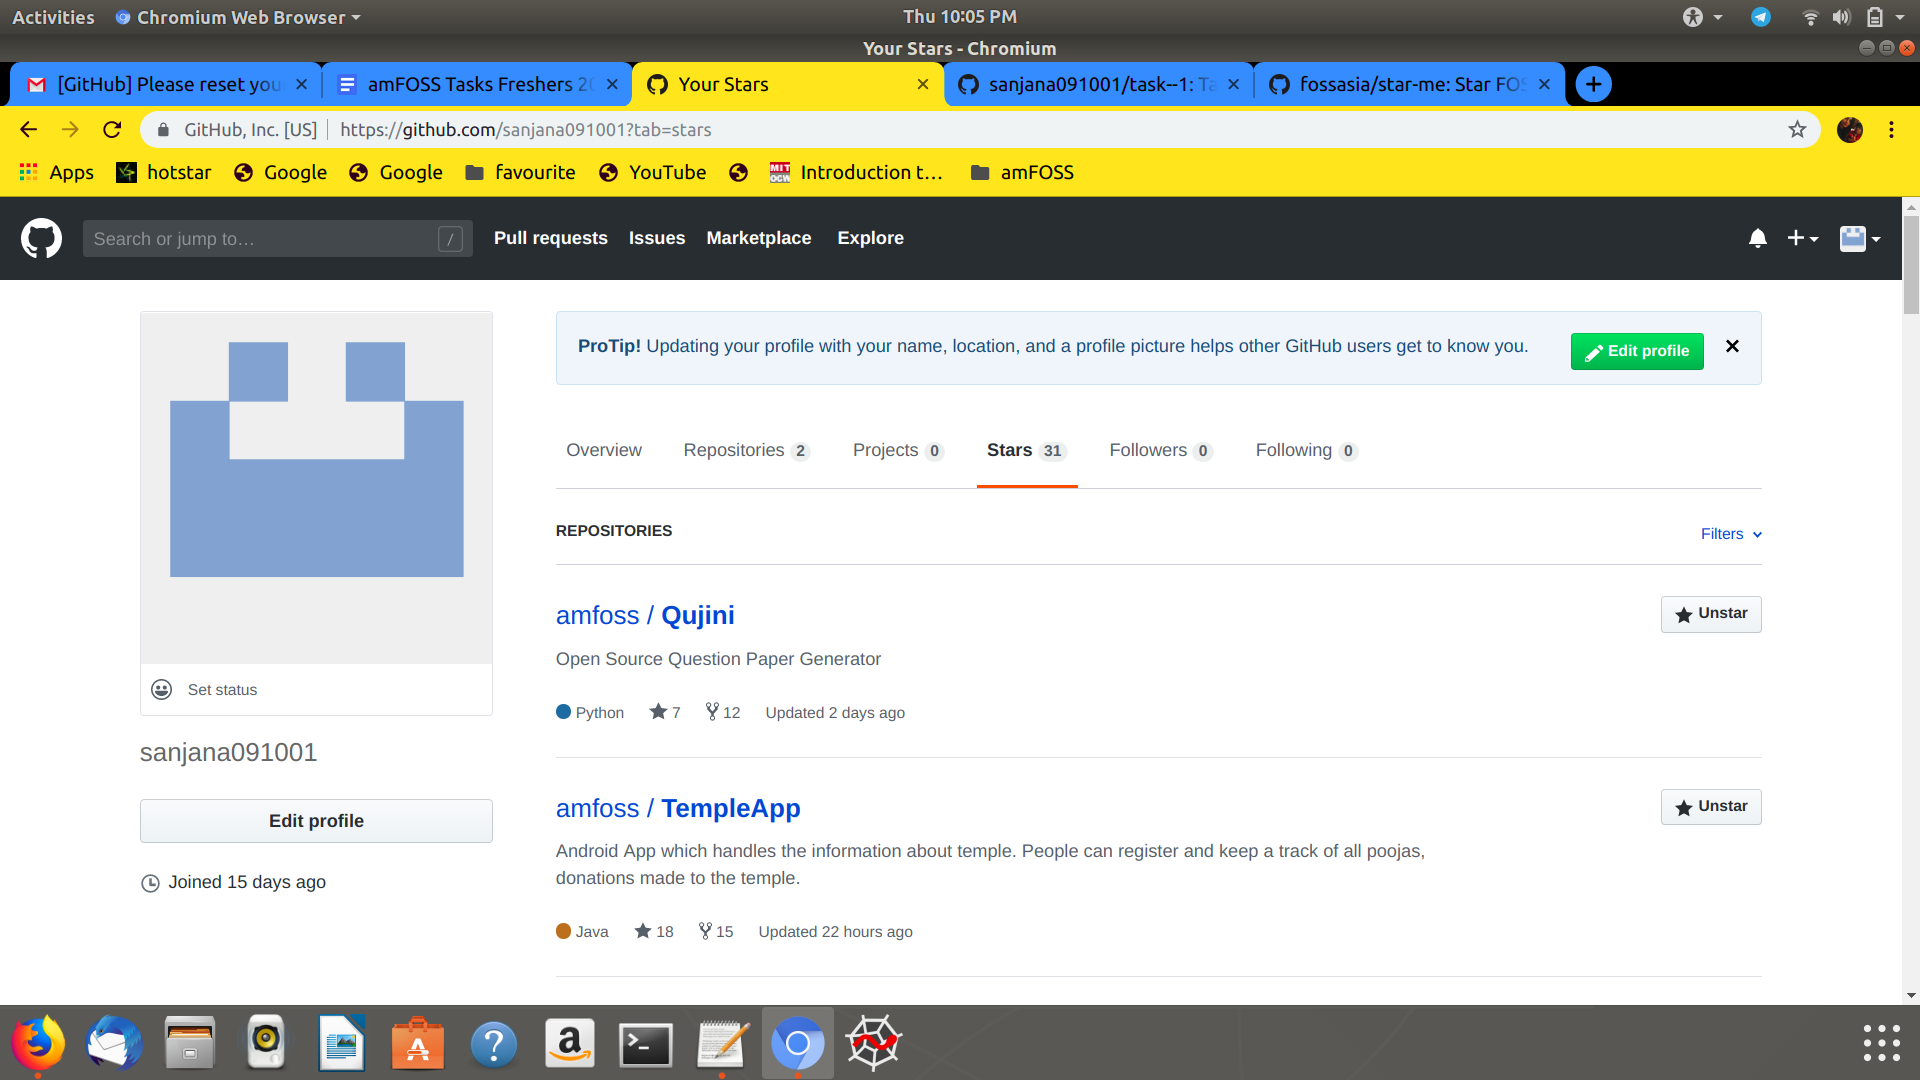 Activities Chromium Web Browser Thu 10:05 PM
Your Stars - Chromium
[GitHub] Please reset you amFOSS Tasks Freshers 20 Your Stars sanjana091001/task--1: Ta fossasia/star-me: Star FOS
GitHub, Inc. [US] https://github.com/sanjana091001?tab=stars
Apps hotstar Google Google favourite YouTube MIT OCW Introduction t... amFOSS
Search or jump to... / Pull requests Issues Marketplace Explore
ProTip! Updating your profile with your name, location, and a profile picture helps other GitHub users get to know you. Edit profile
Overview Repositories 2 Projects 0 Stars 31 Followers 0 Following 0
REPOSITORIES Filters
amfoss / Qujini Unstar
Open Source Question Paper Generator
Python 7 12 Updated 2 days ago
Set status
sanjana091001
Edit profile
Joined 15 days ago
amfoss / TempleApp Unstar
Android App which handles the information about temple. People can register and keep a track of all poojas,
donations made to the temple.
Java 18 15 Updated 22 hours ago